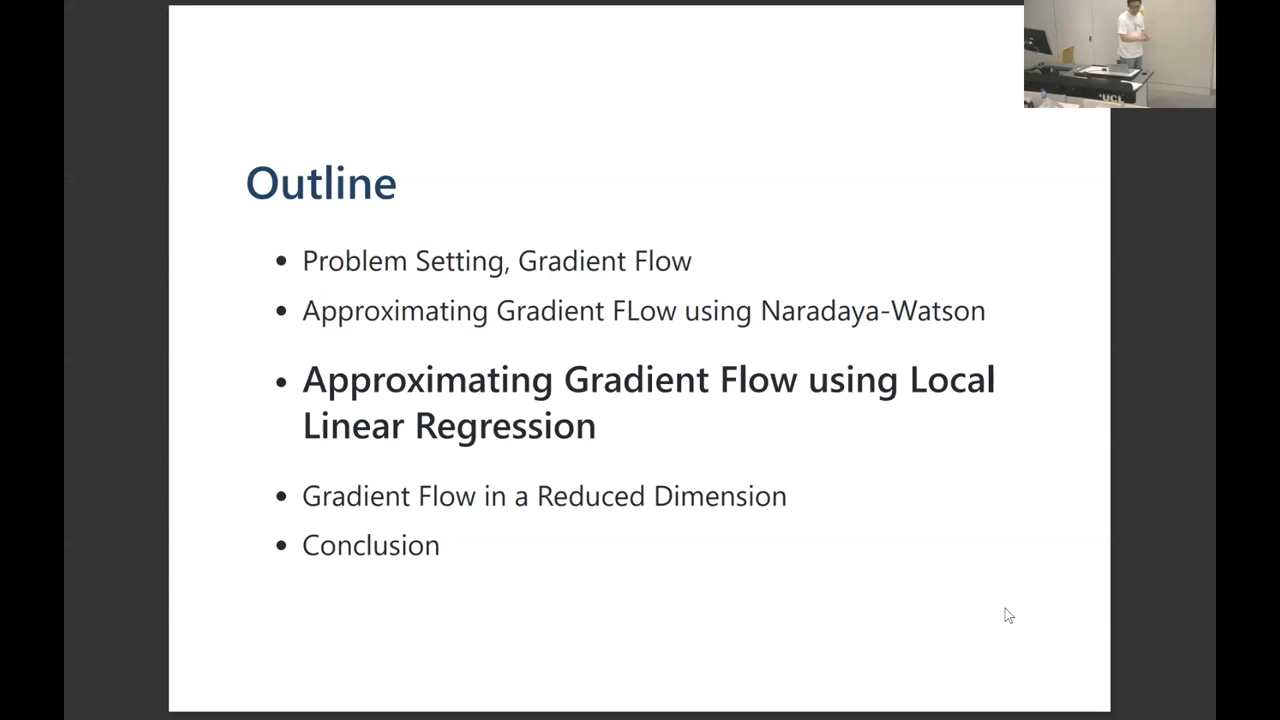 Outline
• Problem Setting, Gradient Flow
• Approximating Gradient FLow using Naradaya-Watson
• Approximating Gradient Flow using Local
Linear Regression
• Gradient Flow in a Reduced Dimension
• Conclusion
UCL